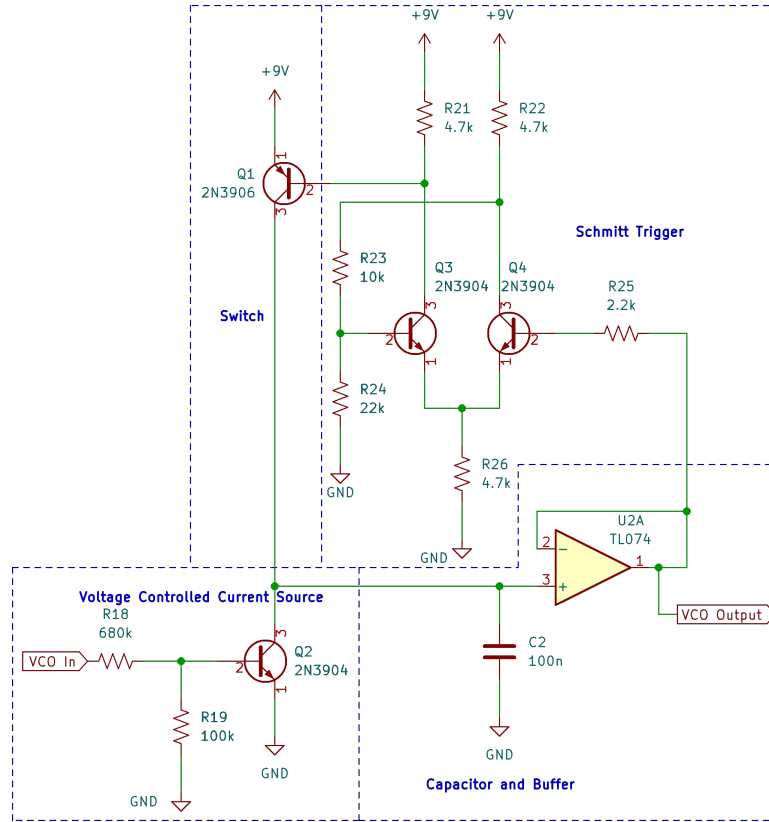 +9V
+9V
+9V
R21
4.7k
R22
4.7k
1
Q1
2N3906
2
3
Schmitt Trigger
R23
10k
Q3
2N3904
Q4
2N3904
R25
2.2k
Switch
3
3
2
2
1
1
R24
22k
R26
4.7k
GND
GND
U2A
TL074
2
−
1
3
+
Voltage Controlled Current Source
R18
680k
VCO Output
3
VCO In
2
Q2
2N3904
1
C2
100n
R19
100k
GND
GND
GND
Capacitor and Buffer